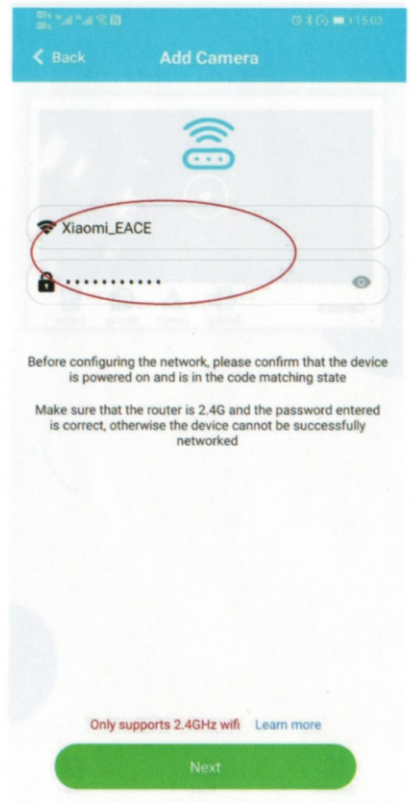 15:03
Back
Add Camera
Xiaomi_EACE
Before configuring the network, please confirm that the device
is powered on and is in the code matching state
Make sure that the router is 2.4G and the password entered
is correct, otherwise the device cannot be successfully
networked
Only supports 2.4GHz wifi Learn more
Next